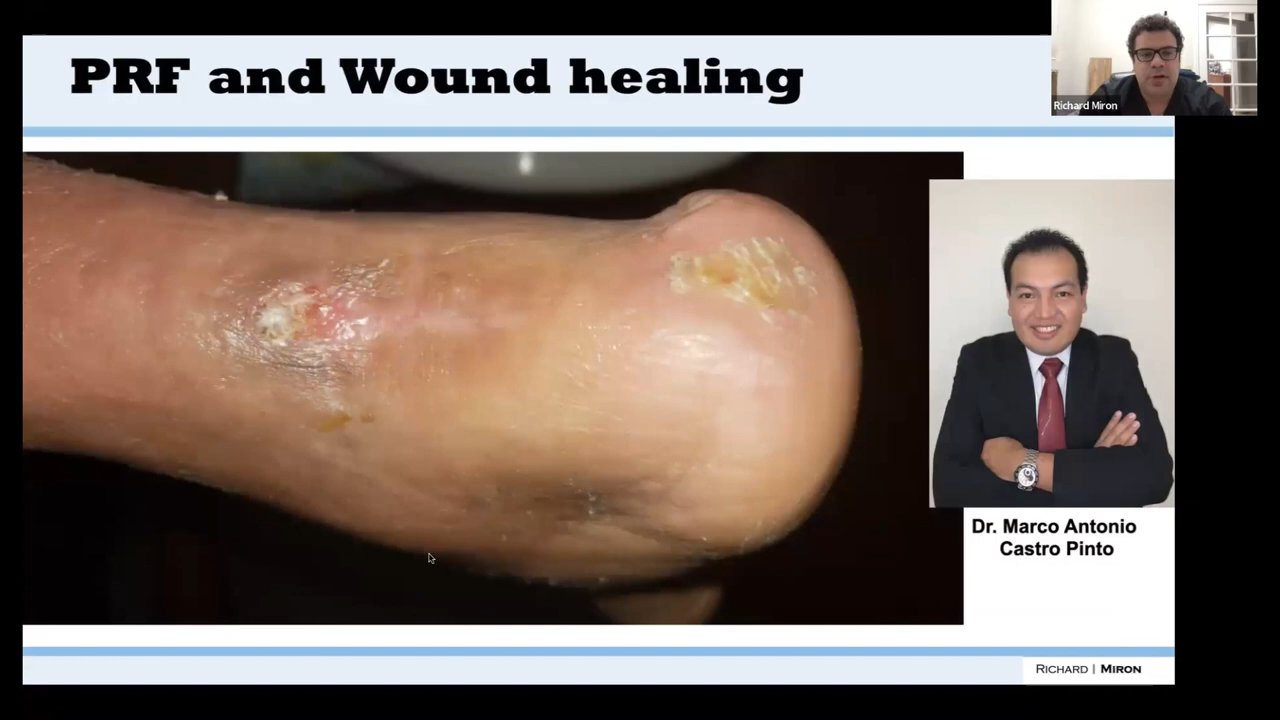 PRF and Wound healing
Richard Miron
Dr. Marco Antonio
Castro Pinto
RICHARD | MIRON